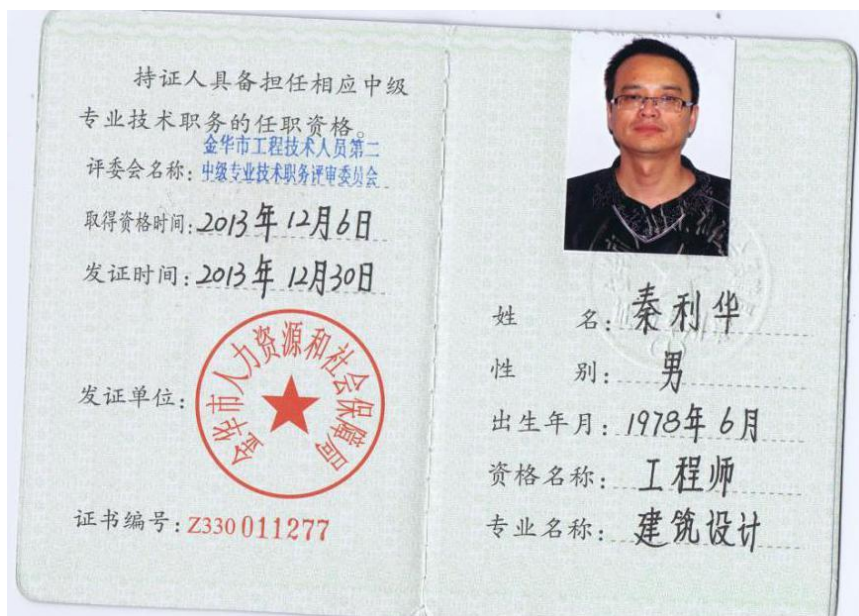 持证人具备担任相应中级
专业技术职务的任职资格。
评委会名称:金华市工程技术人员第二
中级专业技术职务评审委员会
取得资格时间:2013年12月6日
发证时间:2013年12月30日
发证单位:
金华市人力资源和社会保障局
证书编号:Z330011277
姓名:秦利华
性别:男
出生年月:1978年6月
资格名称:工程师
专业名称:建筑设计